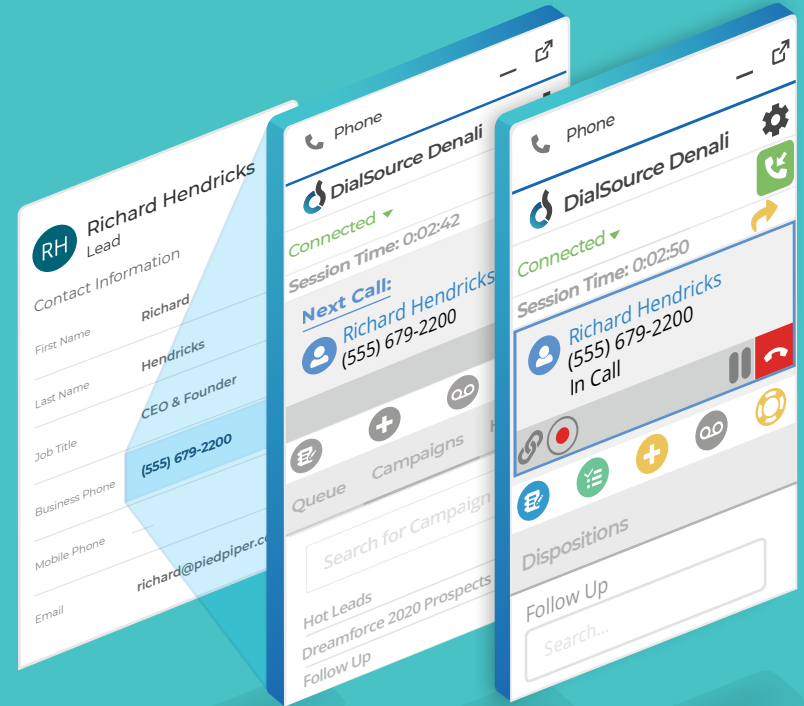 RH
Richard Hendricks
Lead
Contact Information
First Name
Richard
Last Name
Hendricks
Job Title
CEO & Founder
Business Phone
(555) 679-2200
Mobile Phone
Email
richard@piedpiper.co
Phone
DialSource Denali
Connected
Session Time: 0:02:42
Next Call:
Richard Hendricks
(555) 679-2200
Queue
Campaigns
Search for Campaign
Hot Leads
Dreamforce 2020 Prospects
Follow Up
Phone
DialSource Denali
Connected
Session Time: 0:02:50
Richard Hendricks
(555) 679-2200
In Call
Dispositions
Follow Up
Search...